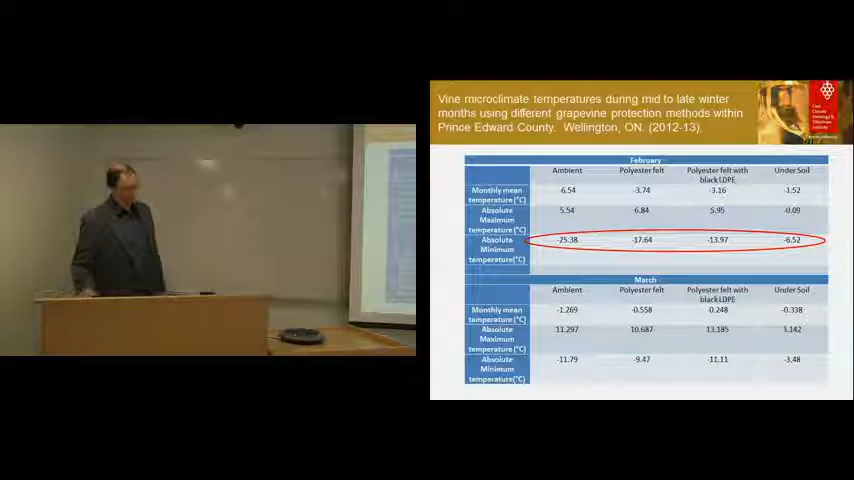 Vine microclimate temperatures during mid to late winter
months using different grapevine protection methods within
Prince Edward County. Wellington, ON. (2012-13).
Cool
Climate
Oenology &
Viticulture
Institute
February
Ambient Polyester felt Polyester felt with Under Soil
black LDPE
Monthly mean -6.54 -3.74 -3.16 -1.52
temperature (°C)
Absolute 5.54 6.84 5.95 -0.09
Maximum
temperature (°C)
Absolute -25.38 -17.64 -13.97 -6.52
Minimum
temperature(°C)
March
Ambient Polyester felt Polyester felt with Under Soil
black LDPE
Monthly mean -1.269 -0.558 -0.248 -0.338
temperature (°C)
Absolute 11.297 10.687 13.185 3.142
Maximum
temperature (°C)
Absolute -11.79 -9.47 -11.11 -3.48
Minimum
temperature(°C)